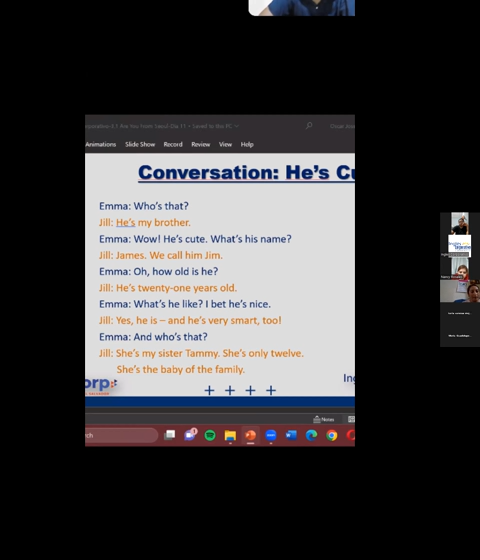 Saved to this PC
Animations Slide Show Record Review View Help
Conversation: He's Cu
Emma: Who's that?
Jill: He's my brother.
Emma: Wow! He's cute. What's his name?
Jill: James. We call him Jim.
Emma: Oh, how old is he?
Jill: He's twenty-one years old.
Emma: What's he like? I bet he's nice.
Jill: Yes, he is – and he's very smart, too!
Emma: And who's that?
Jill: She's my sister Tammy. She's only twelve.
She's the baby of the family.
orp
+ + + +
Notes